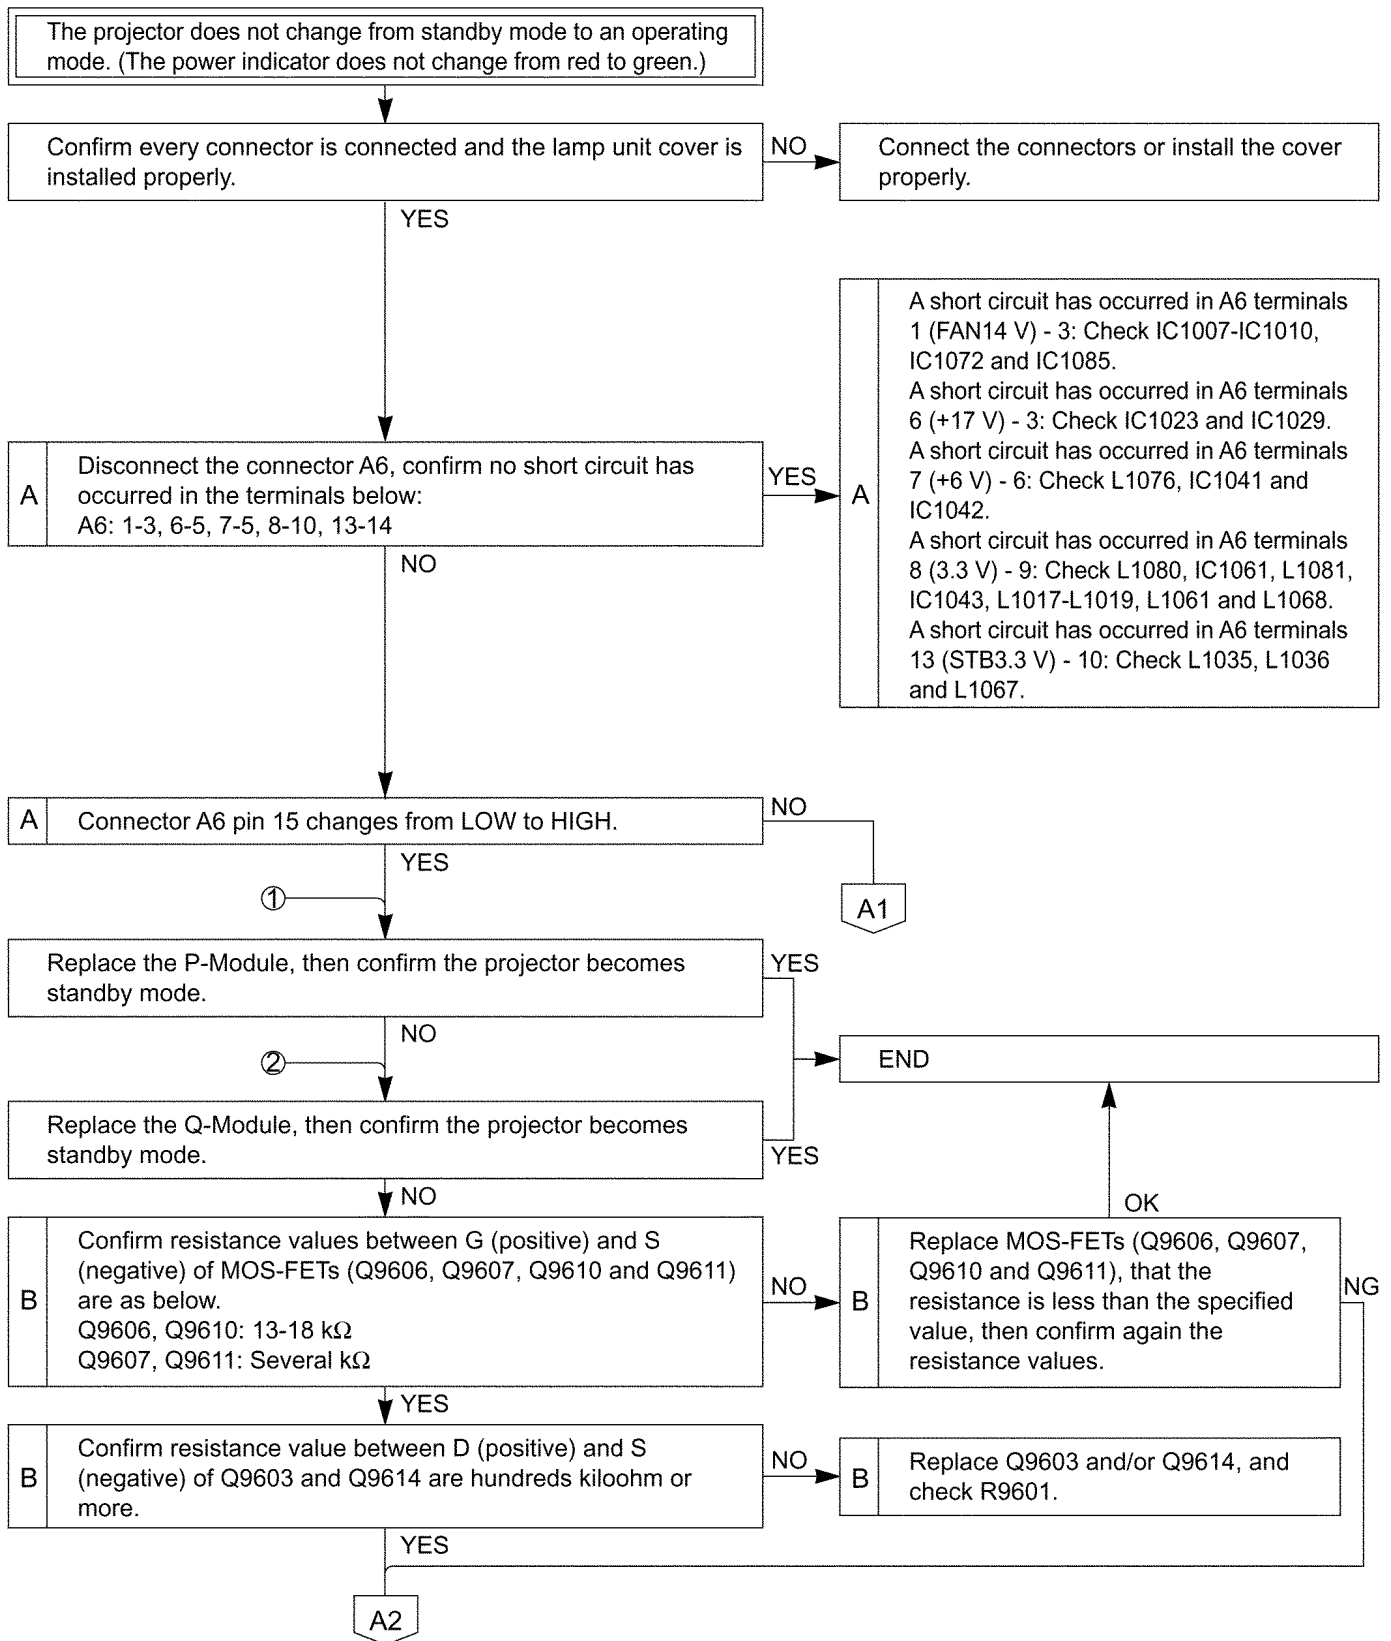 The projector does not change from standby mode to an operating
mode. (The power indicator does not change from red to green.)
Confirm every connector is connected and the lamp unit cover is
installed properly.
NO
Connect the connectors or install the cover
properly.
YES
A short circuit has occurred in A6 terminals
1 (FAN14 V) - 3: Check IC1007-IC1010,
IC1072 and IC1085.
A short circuit has occurred in A6 terminals
6 (+17 V) - 3: Check IC1023 and IC1029.
A short circuit has occurred in A6 terminals
7 (+6 V) - 6: Check L1076, IC1041 and
IC1042.
A short circuit has occurred in A6 terminals
8 (3.3 V) - 9: Check L1080, IC1061, L1081,
IC1043, L1017-L1019, L1061 and L1068.
A short circuit has occurred in A6 terminals
13 (STB3.3 V) - 10: Check L1035, L1036
and L1067.
A
A
Disconnect the connector A6, confirm no short circuit has
occurred in the terminals below:
A6: 1-3, 6-5, 7-5, 8-10, 13-14
YES
NO
A
Connector A6 pin 15 changes from LOW to HIGH.
NO
YES
A1
①
Replace the P-Module, then confirm the projector becomes
standby mode.
YES
NO
END
②
Replace the Q-Module, then confirm the projector becomes
standby mode.
YES
NO
B
Confirm resistance values between G (positive) and S
(negative) of MOS-FETs (Q9606, Q9607, Q9610 and Q9611)
are as below.
Q9606, Q9610: 13-18 kΩ
Q9607, Q9611: Several kΩ
NO
OK
B
Replace MOS-FETs (Q9606, Q9607,
Q9610 and Q9611), that the
resistance is less than the specified
value, then confirm again the
resistance values.
NG
YES
B
Confirm resistance value between D (positive) and S
(negative) of Q9603 and Q9614 are hundreds kiloohm or
more.
NO
B
Replace Q9603 and/or Q9614, and
check R9601.
YES
A2